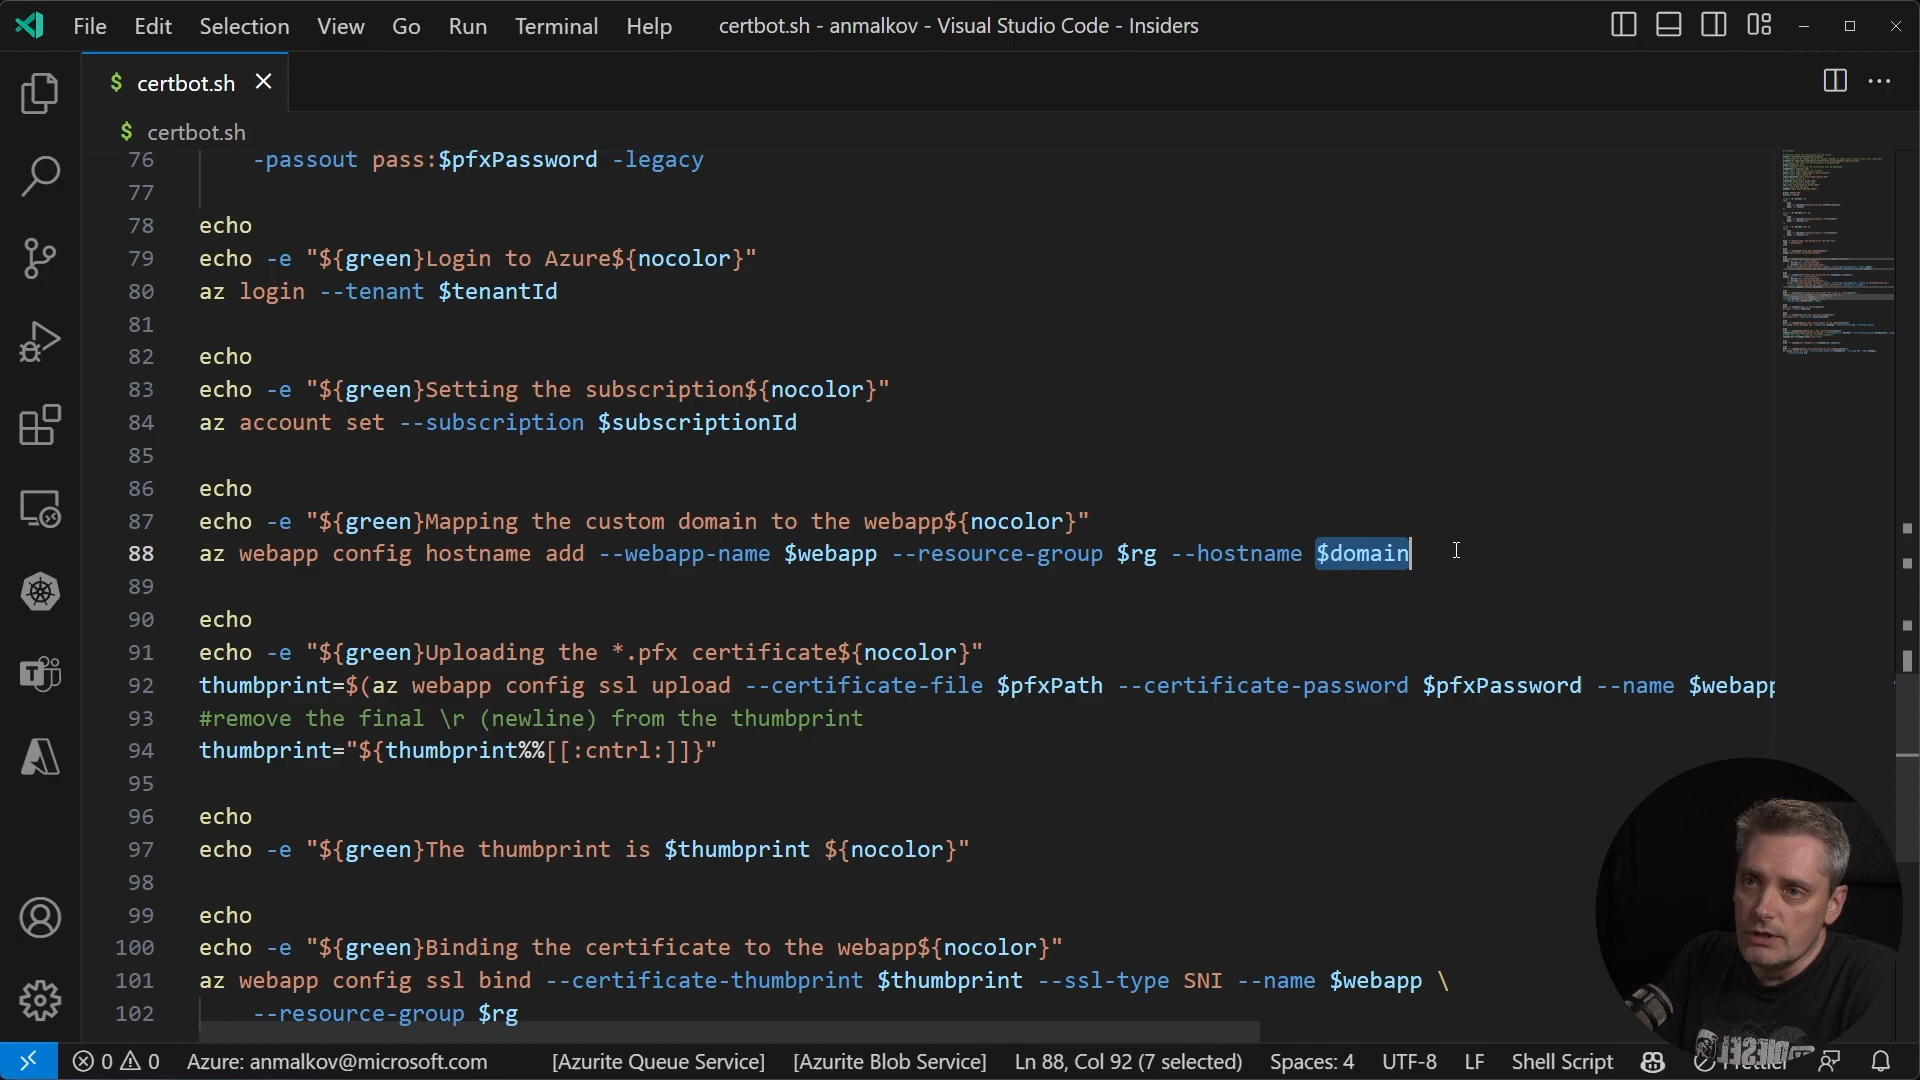 File Edit Selection View Go Run Terminal Help certbot.sh - anmalkov - Visual Studio Code - Insiders
$ certbot.sh
$ certbot.sh
76 -passout pass:$pfxPassword -legacy
77
78 echo
79 echo -e "${green}Login to Azure${nocolor}"
80 az login --tenant $tenantId
81
82 echo
83 echo -e "${green}Setting the subscription${nocolor}"
84 az account set --subscription $subscriptionId
85
86 echo
87 echo -e "${green}Mapping the custom domain to the webapp${nocolor}"
88 az webapp config hostname add --webapp-name $webapp --resource-group $rg --hostname $domain
89
90 echo
91 echo -e "${green}Uploading the *.pfx certificate${nocolor}"
92 thumbprint=$(az webapp config ssl upload --certificate-file $pfxPath --certificate-password $pfxPassword --name $webapp
93 #remove the final \r (newline) from the thumbprint
94 thumbprint="${thumbprint%%[[:cntrl:]]}"
95
96 echo
97 echo -e "${green}The thumbprint is $thumbprint ${nocolor}"
98
99 echo
100 echo -e "${green}Binding the certificate to the webapp${nocolor}"
101 az webapp config ssl bind --certificate-thumbprint $thumbprint --ssl-type SNI --name $webapp \
102 --resource-group $rg
0 0 Azure: anmalkov@microsoft.com [Azurite Queue Service] [Azurite Blob Service] Ln 88, Col 92 (7 selected) Spaces: 4 UTF-8 LF Shell Script